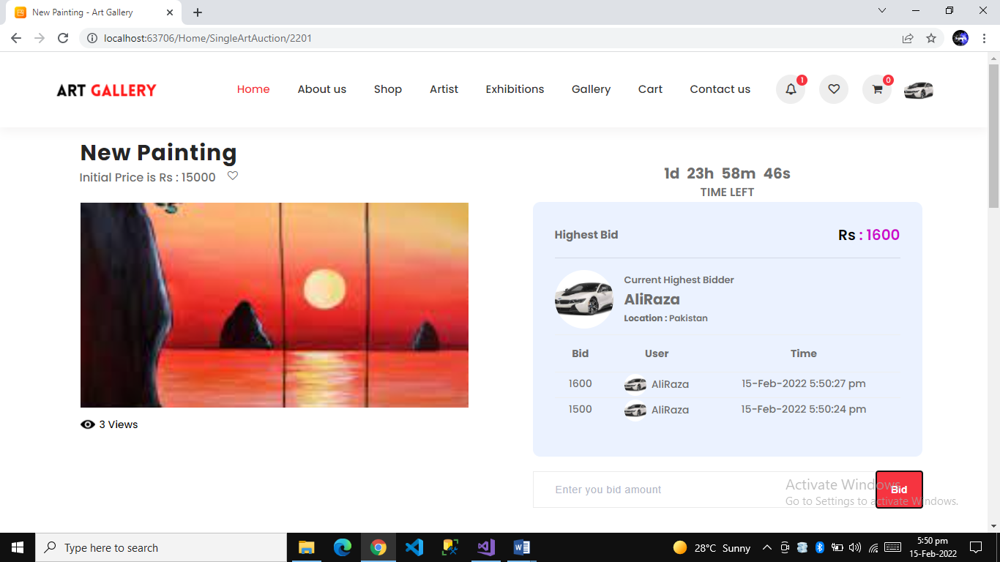 New Painting - Art Gallery
localhost:63706/Home/SingleArtAuction/2201
ART GALLERY
Home
About us
Shop
Artist
Exhibitions
Gallery
Cart
Contact us
1
0
New Painting
Initial Price is Rs : 15000
1d 23h 58m 46s
TIME LEFT
Highest Bid
Rs : 1600
Current Highest Bidder
AliRaza
Location : Pakistan
Bid User Time
1600 AliRaza 15-Feb-2022 5:50:27 pm
1500 AliRaza 15-Feb-2022 5:50:24 pm
3 Views
Enter you bid amount
Bid
Activate Windows
Go to Settings to activate Windows.
Type here to search
28°C Sunny
5:50 pm
15-Feb-2022